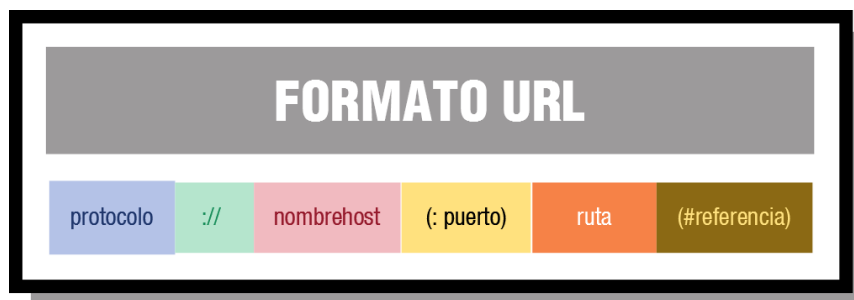 FORMATO URL
protocolo :// nombrehost (: puerto) ruta (#referencia)